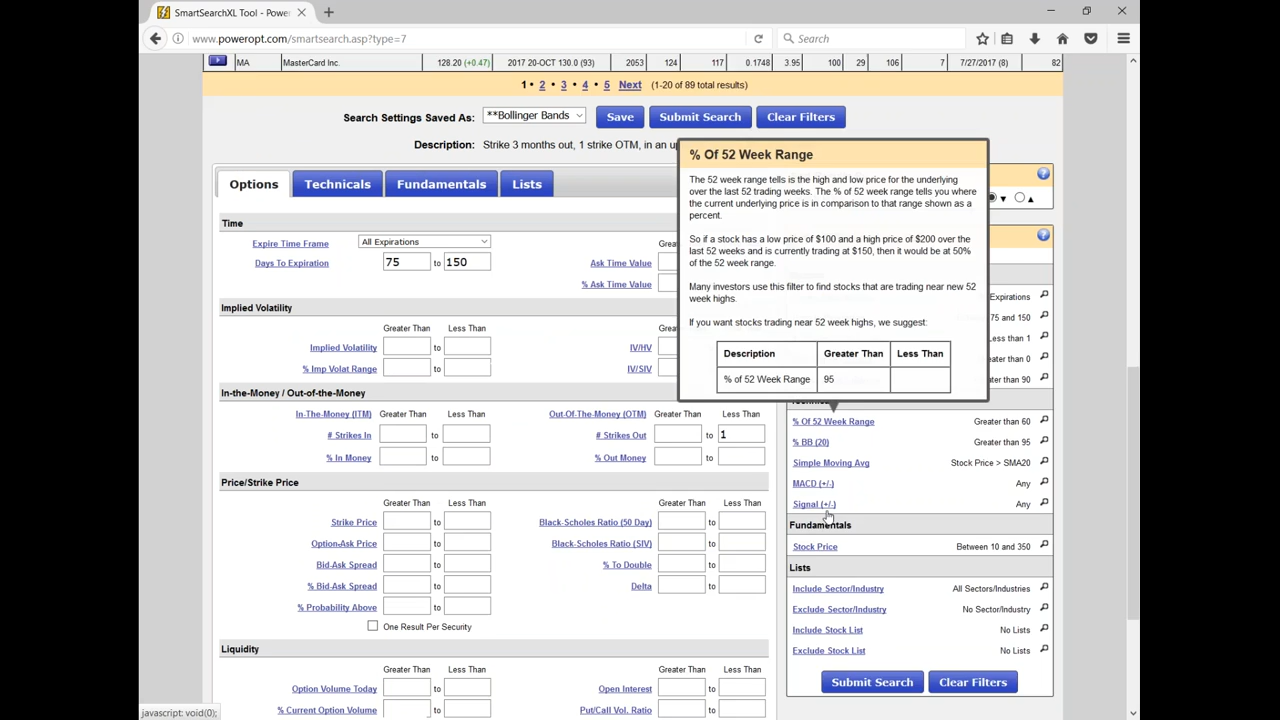 SmartSearchXL Tool - Power
www.poweropt.com/smartsearch.asp?type=7
Search
MA MasterCard Inc. 128.20 (+0.47) 2017 20-OCT 130.0 (93) 2053 124 117 0.1748 3.95 100 29 106 7 7/27/2017 (8) 82
1 • 2 • 3 • 4 • 5 Next (1-20 of 89 total results)
Search Settings Saved As: **Bollinger Bands Save Submit Search Clear Filters
Description: Strike 3 months out, 1 strike OTM, in an up
% Of 52 Week Range
The 52 week range tells is the high and low price for the underlying
over the last 52 trading weeks. The % of 52 week range tells you where
the current underlying price is in comparison to that range shown as a
percent.
So if a stock has a low price of $100 and a high price of $200 over the
last 52 weeks and is currently trading at $150, then it would be at 50%
of the 52 week range.
Many investors use this filter to find stocks that are trading near new 52
week highs.
If you want stocks trading near 52 week highs, we suggest:
Description Greater Than Less Than
% of 52 Week Range 95
Options Technicals Fundamentals Lists
Time
Expire Time Frame All Expirations
Days To Expiration 75 to 150
Ask Time Value
% Ask Time Value
Implied Volatility
Greater Than Less Than
Implied Volatility to
% Imp Volat Range to
IV/HV
IV/SIV
In-the-Money / Out-of-the-Money
In-The-Money (ITM) Greater Than Less Than Out-Of-The-Money (OTM) Greater Than Less Than
# Strikes In to # Strikes Out to 1
% In Money to % Out Money to
Price/Strike Price
Greater Than Less Than Greater Than Less Than
Strike Price to Black-Scholes Ratio (50 Day) to
Option-Ask Price to Black-Scholes Ratio (SIV) to
Bid-Ask Spread to % To Double to
% Bid-Ask Spread to Delta to
% Probability Above to
One Result Per Security
Liquidity
Greater Than Less Than Greater Than Less Than
Option Volume Today to Open Interest to
% Current Option Volume to Put/Call Vol. Ratio to
Expirations
75 and 150
Less than 1
eater than 0
ater than 90
% Of 52 Week Range Greater than 60
% BB (20) Greater than 95
Simple Moving Avg Stock Price > SMA20
MACD (+/-) Any
Signal (+/-) Any
Fundamentals
Stock Price Between 10 and 350
Lists
Include Sector/Industry All Sectors/Industries
Exclude Sector/Industry No Sector/Industry
Include Stock List No Lists
Exclude Stock List No Lists
Submit Search Clear Filters
javascript: void(0);